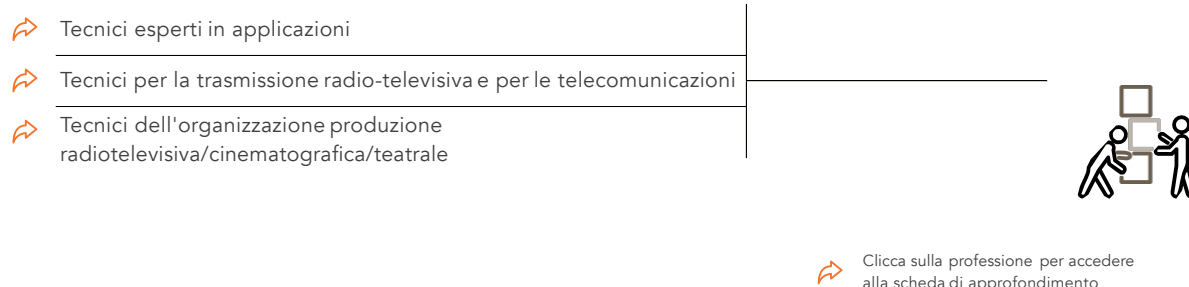 Tecnici esperti in applicazioni
Tecnici per la trasmissione radio-televisiva e per le telecomunicazioni
Tecnici dell'organizzazione produzione
radiotelevisiva/cinematografica/teatrale
Clicca sulla professione per accedere
alla scheda di approfondimento